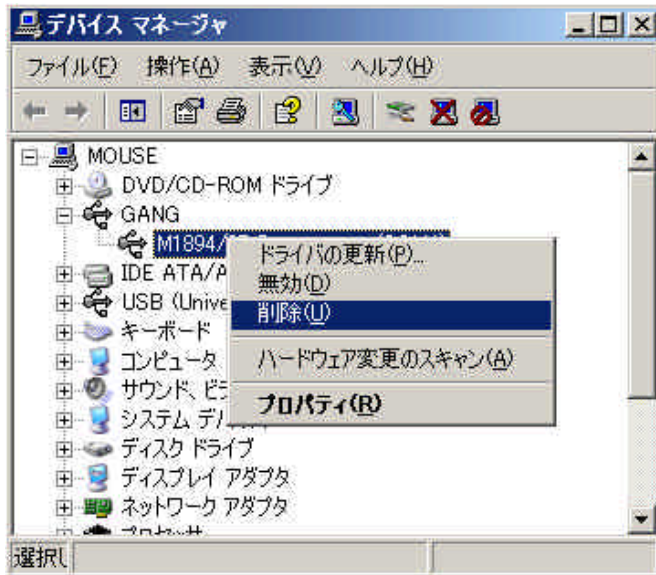 デバイス マネージャ
ファイル(F) 操作(A) 表示(V) ヘルプ(H)
MOUSE
DVD/CD-ROM ドライブ
GANG
M1894/
ドライバの更新(P)...
無効(D)
削除(U)
ハードウェア変更のスキャン(A)
プロパティ(R)
IDE ATA/A
USB (Unive
キーボード
コンピュータ
サウンド、ビ
システム デ
ディスク ドライブ
ディスプレイ アダプタ
ネットワーク アダプタ
プロセッサ
選択し